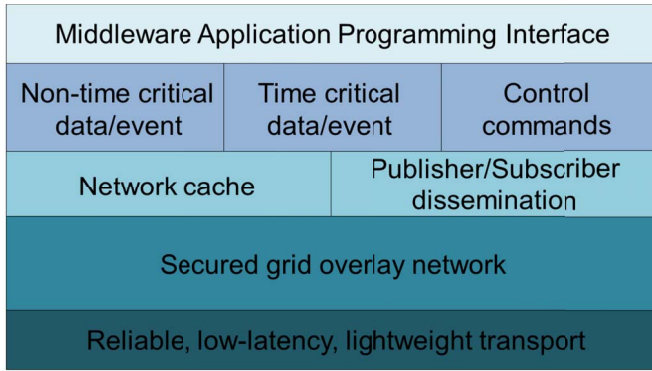 Middleware Application Programming Interface
Non-time critical
data/event
Time critical
data/event
Control
commands
Network cache
Publisher/Subscriber
dissemination
Secured grid overlay network
Reliable, low-latency, lightweight transport